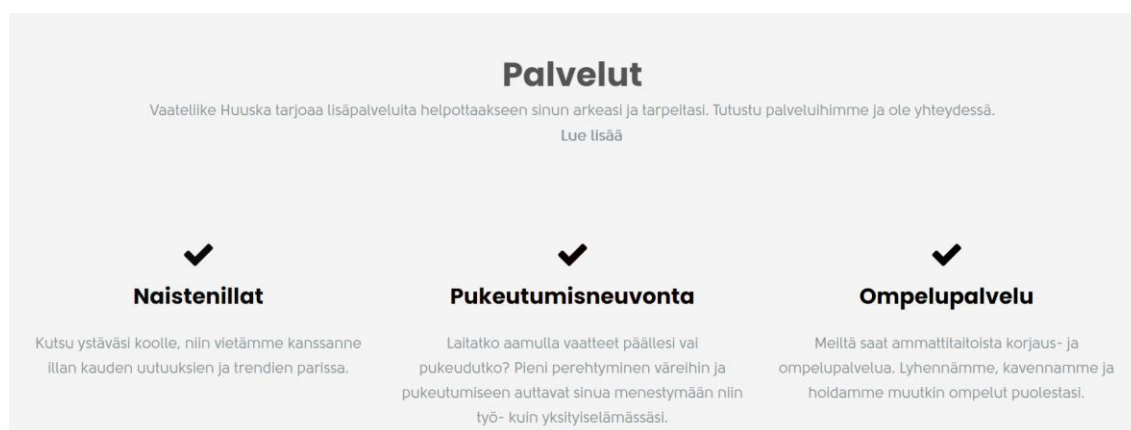 Palvelut
Vaateliike Huuska tarjoaa lisäpalveluita helpottaakseen sinun arkeasi ja tarpeitasi. Tutustu palveluihimme ja ole yhteydessä.
Lue lisää
Naistenillat
Kutsu ystäväsi koolle, niin vietämme kanssanne
illan kauden uutuuksien ja trendien parissa.
Pukeutumisneuvonta
Laitatko aamulla vaatteet päällesi vai
pukeudutko? Pieni perehtyminen väreihin ja
pukeutumiseen auttavat sinua menestymään niin
työ- kuin yksityiselämässäsi.
Ompelupalvelu
Meiltä saat ammattitaitoista korjaus- ja
ompelupalvelua. Lyhennämme, kavennamme ja
hoidamme muutkin ompelut puolestasi.